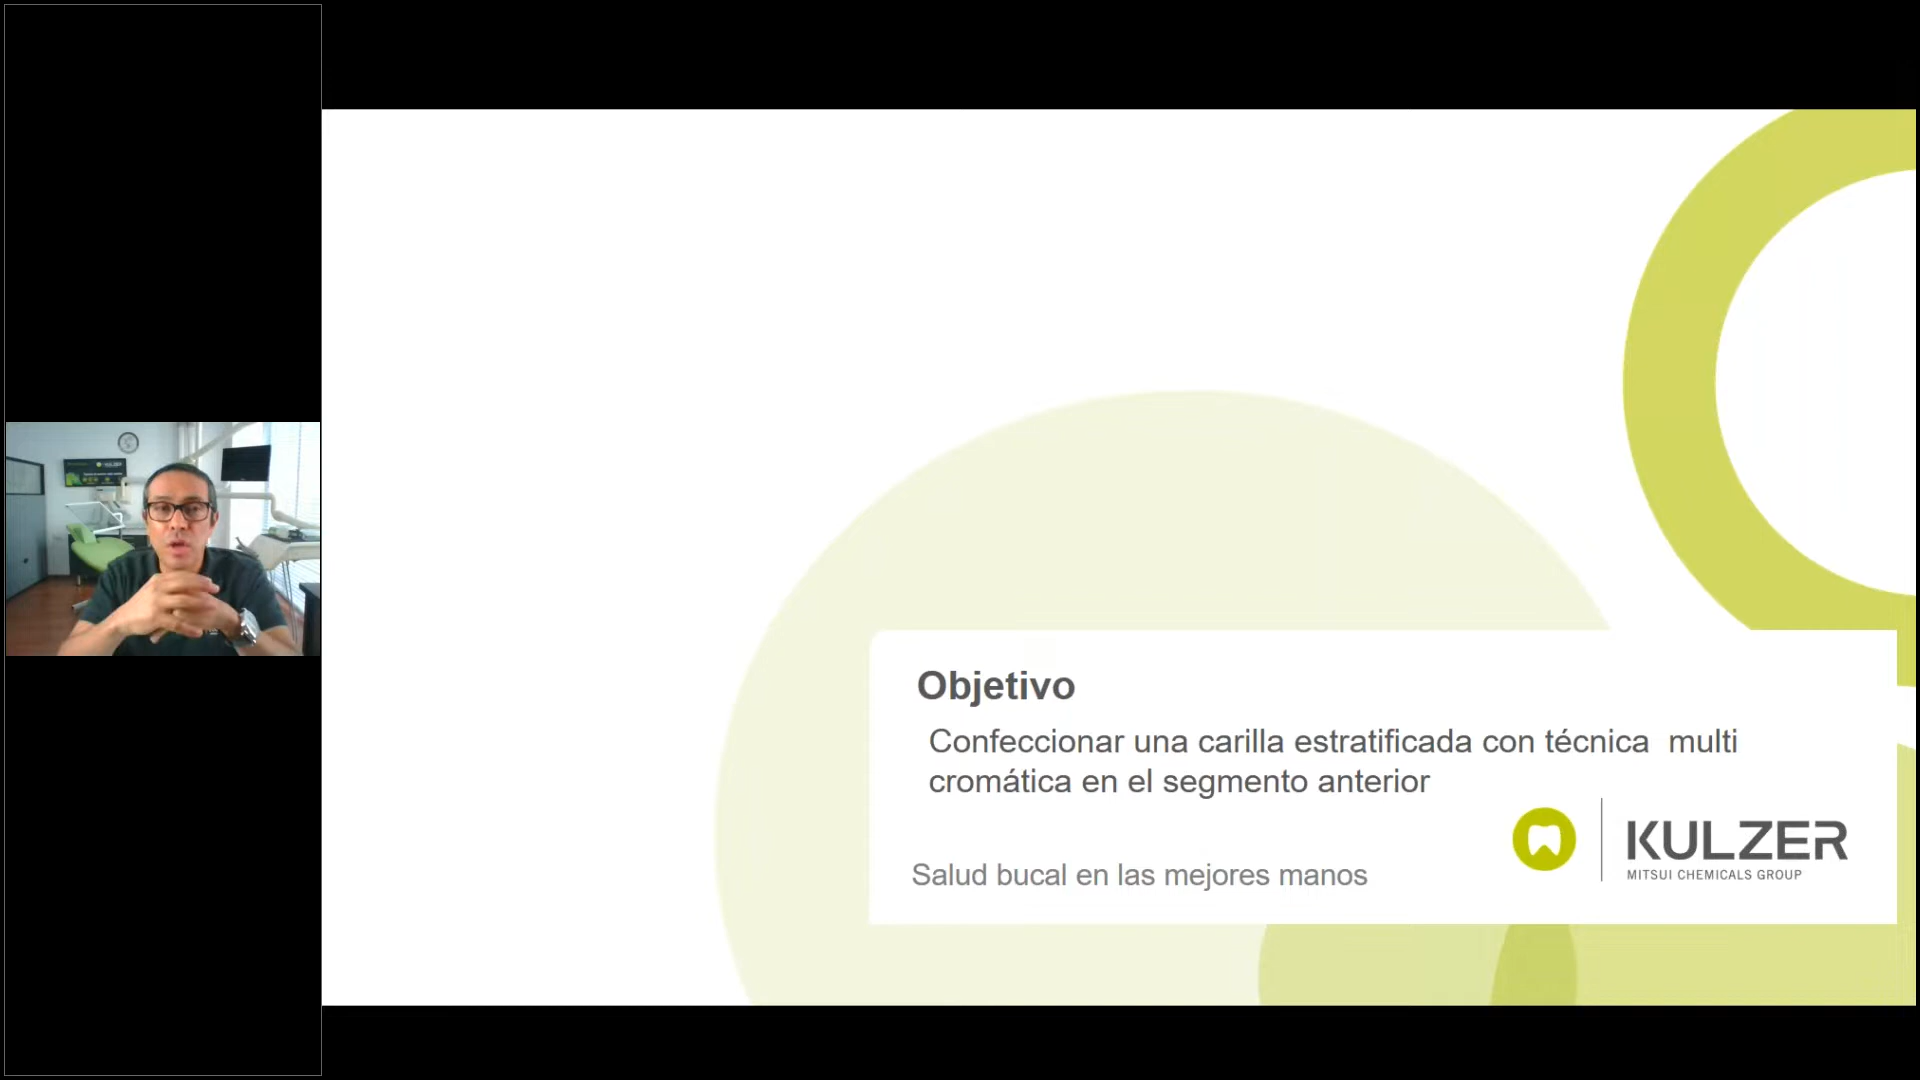 Objetivo
Confeccionar una carilla estratificada con técnica  multi
cromática en el segmento anterior
KULZER
MITSUI CHEMICALS GROUP
Salud bucal en las mejores manos